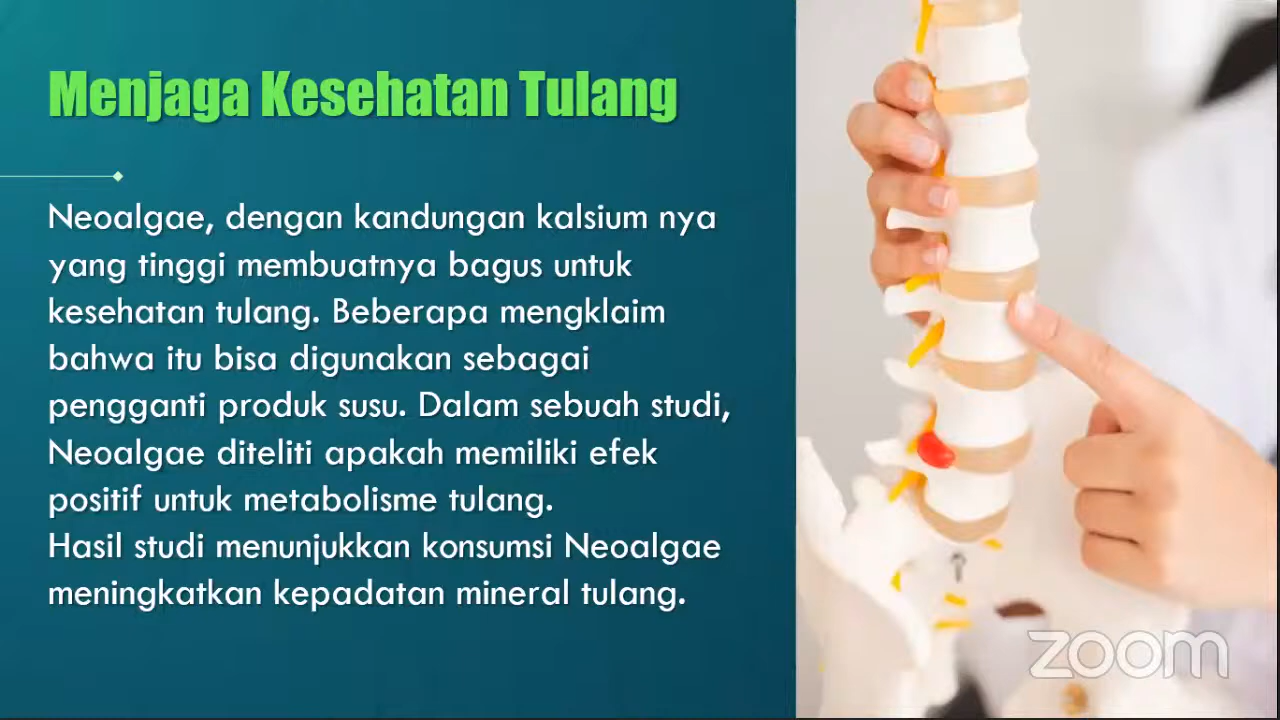 Menjaga Kesehatan Tulang
Neoalgae, dengan kandungan kalsium nya
yang tinggi membuatnya bagus untuk
kesehatan tulang. Beberapa mengklaim
bahwa itu bisa digunakan sebagai
pengganti produk susu. Dalam sebuah studi,
Neoalgae diteliti apakah memiliki efek
positif untuk metabolisme tulang.
Hasil studi menunjukkan konsumsi Neoalgae
meningkatkan kepadatan mineral tulang.
zoom